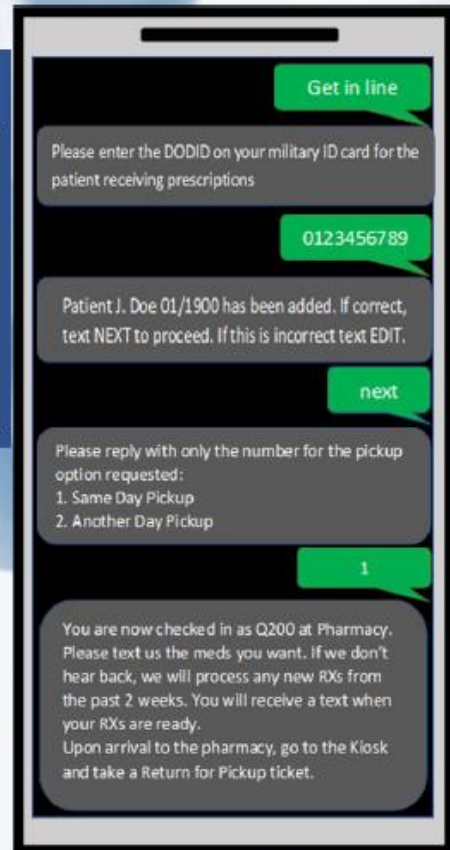 Get in line
Please enter the DODID on your military ID card for the
patient receiving prescriptions
0123456789
Patient J. Doe 01/1900 has been added. If correct,
text NEXT to proceed. If this is incorrect text EDIT.
next
Please reply with only the number for the pickup
option requested:
1. Same Day Pickup
2. Another Day Pickup
1
You are now checked in as Q200 at Pharmacy.
Please text us the meds you want. If we don't
hear back, we will process any new RXs from
the past 2 weeks. You will receive a text when
your RXs are ready.
Upon arrival to the pharmacy, go to the Kiosk
and take a Return for Pickup ticket.